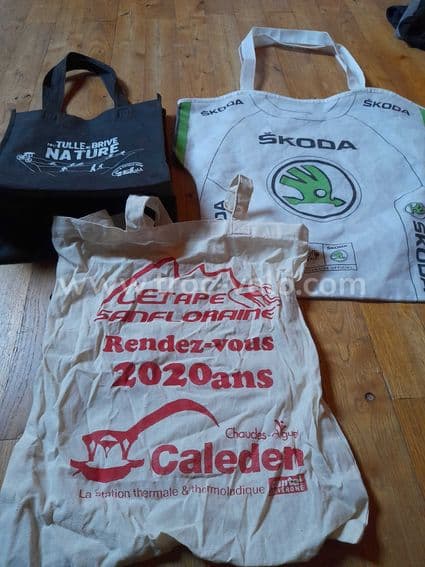 TULLE BRIVE
NATURE
ŠKODA
ŠKODA
ŠKODA
ŠKODA
L'ETAPE
SANFLORAINE
Rendez-vous
2020ans
Chaudes-Aigues
Caleden
La station thermale & thermoludique